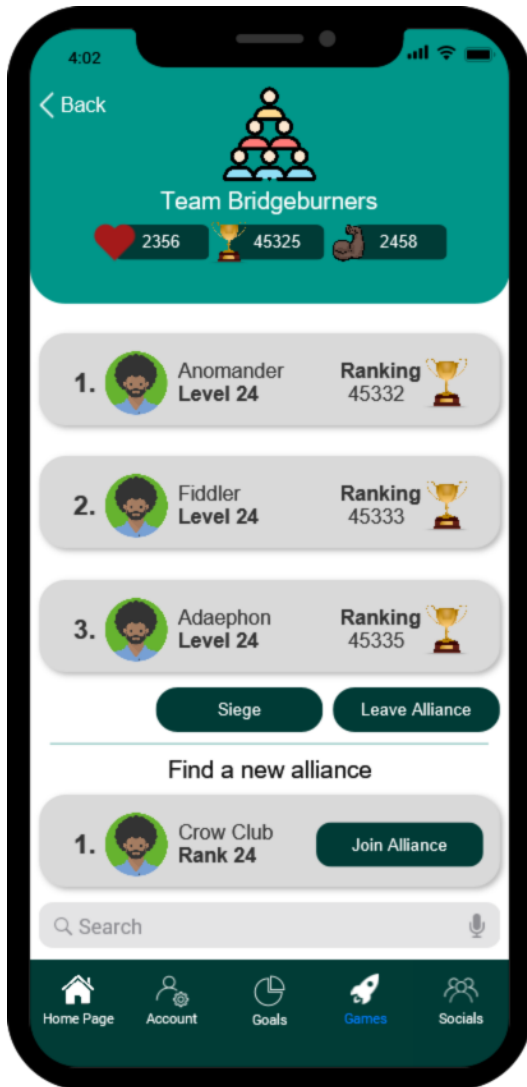 4:02
Back
Team Bridgeburners
2356 45325 2458
1. Anomander Ranking
Level 24 45332
2. Fiddler Ranking
Level 24 45333
3. Adaephon Ranking
Level 24 45335
Siege Leave Alliance
Find a new alliance
1. Crow Club
Rank 24 Join Alliance
Search
Home Page Account Goals Games Socials